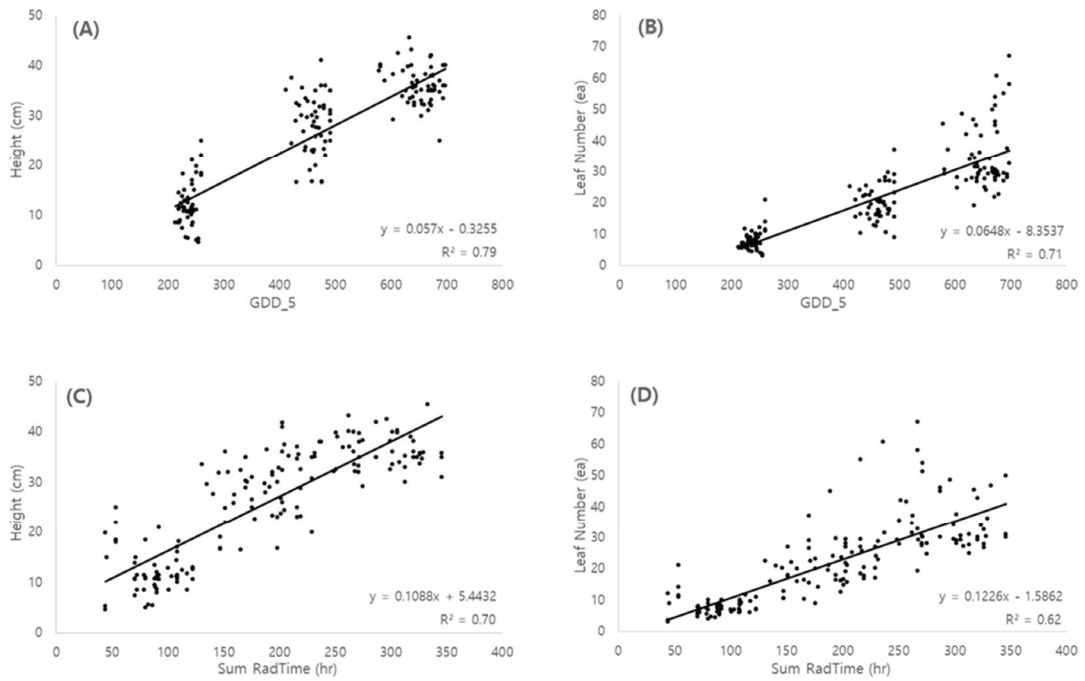 (A)
50
40
30
20
10
0
Height (cm)
y = 0.057x - 0.3255
R² = 0.79
0 100 200 300 400 500 600 700 800
GDD_5
(B)
80
70
60
50
40
30
20
10
0
Leaf Number (ea)
y = 0.0648x - 8.3537
R² = 0.71
0 100 200 300 400 500 600 700 800
GDD_5
(C)
50
40
30
20
10
0
Height (cm)
y = 0.1088x + 5.4432
R² = 0.70
0 50 100 150 200 250 300 350 400
Sum RadTime (hr)
(D)
80
70
60
50
40
30
20
10
0
Leaf Number (ea)
y = 0.1226x - 1.5862
R² = 0.62
0 50 100 150 200 250 300 350 400
Sum RadTime (hr)